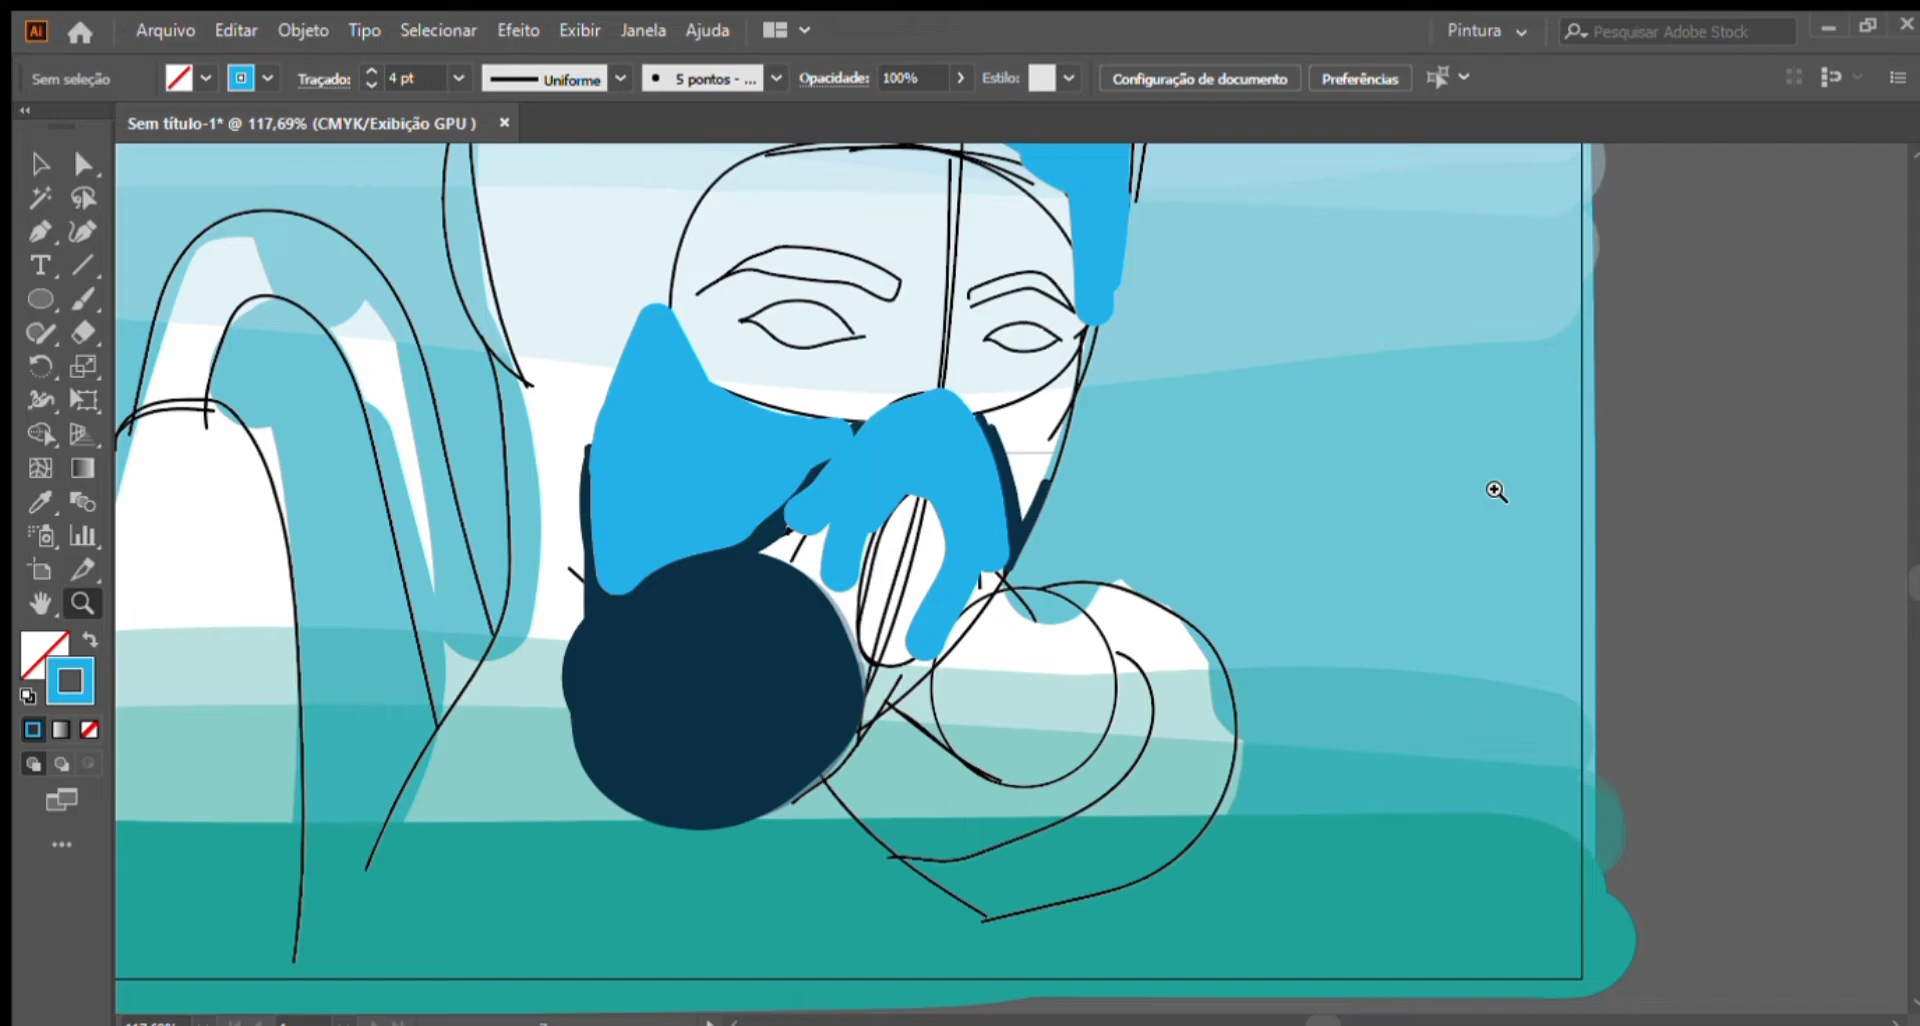 Ai Arquivo Editar Objeto Tipo Selecionar Efeito Exibir Janela Ajuda Pintura Pesquisar Adobe Stock
Sem seleção Traçado: 4 pt Uniforme 5 pontos - ... Opacidade: 100% Estilo: Configuração de documento Preferências
Sem título-1* @ 117,69% (CMYK/Exibição GPU ) ×